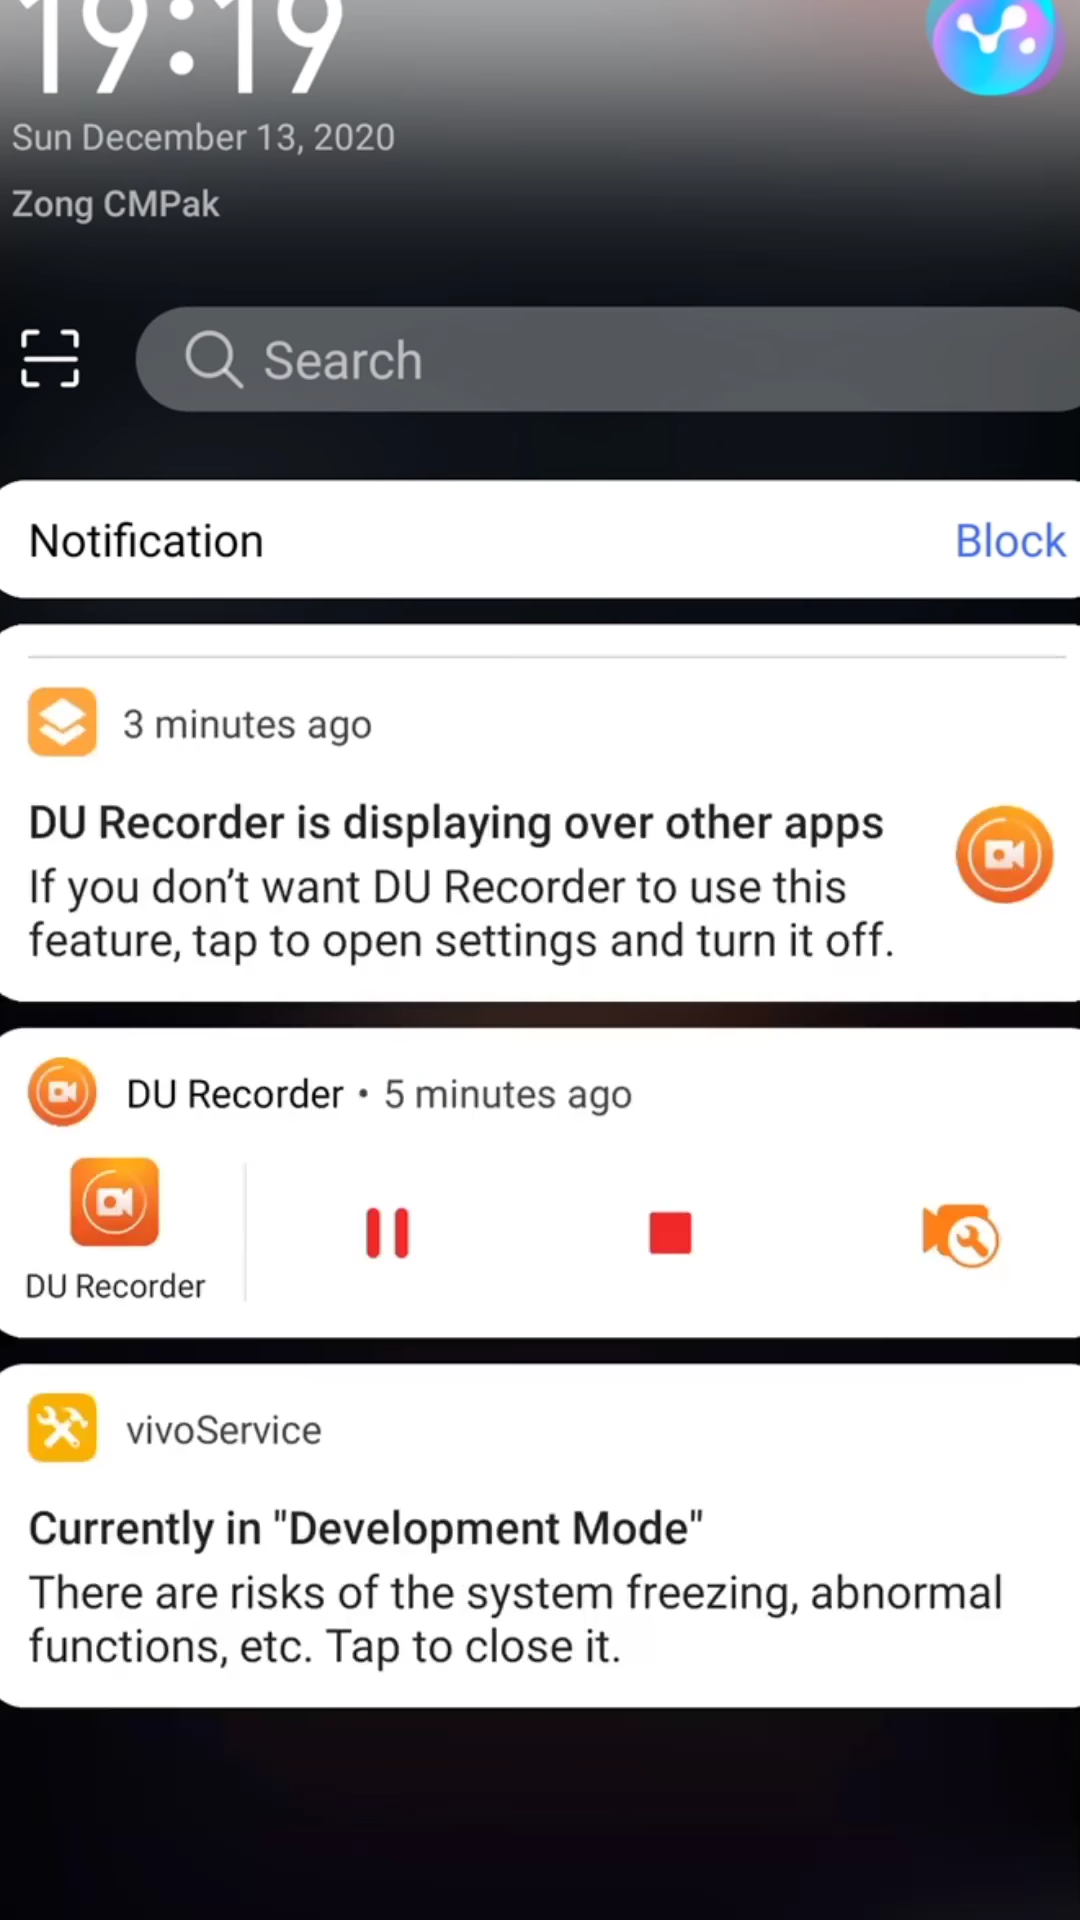 19:19
Sun December 13, 2020
Zong CMPak
Search
Notification
Block
3 minutes ago
DU Recorder is displaying over other apps
If you don’t want DU Recorder to use this
feature, tap to open settings and turn it off.
DU Recorder • 5 minutes ago
DU Recorder
vivoService
Currently in "Development Mode"
There are risks of the system freezing, abnormal
functions, etc. Tap to close it.